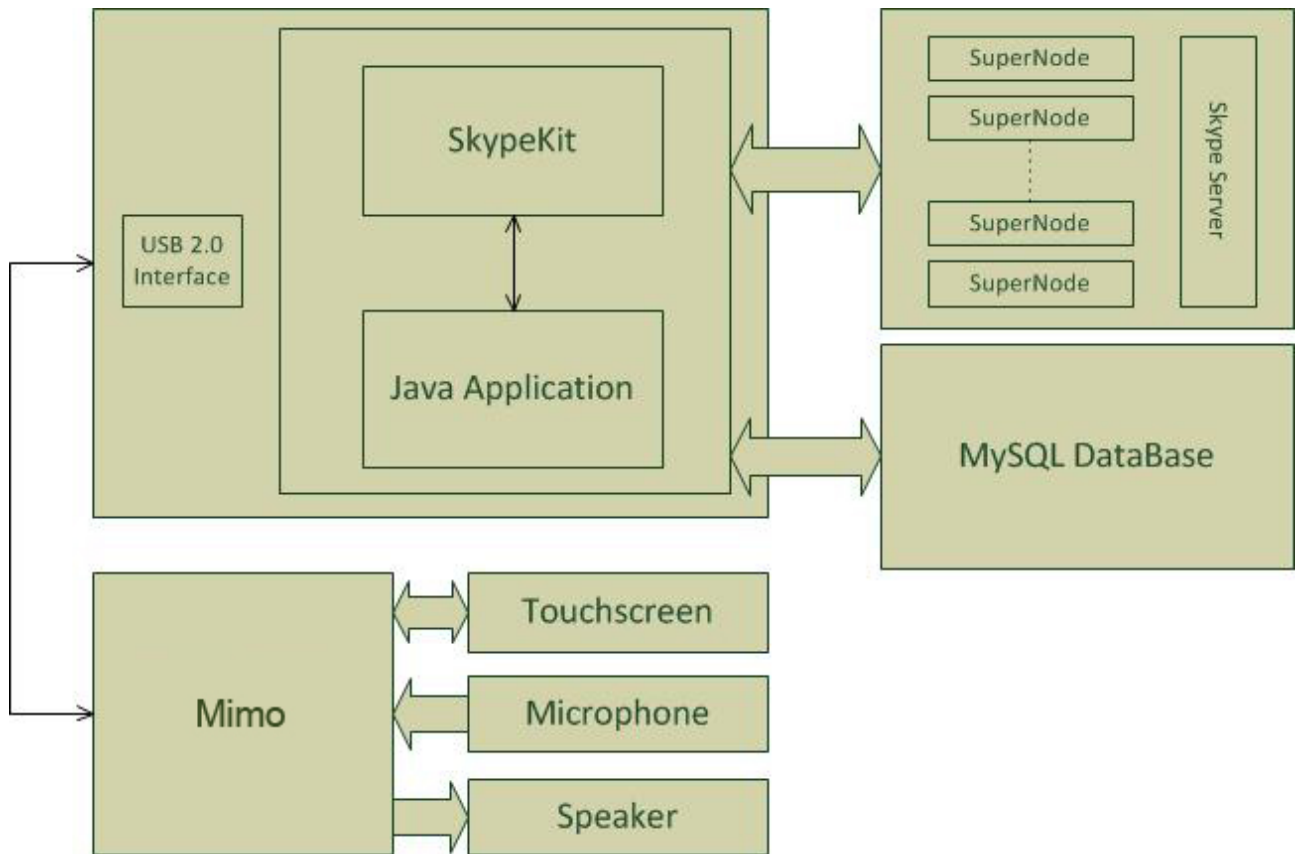 SkypeKit
USB 2.0
Interface
Java Application
SuperNode
SuperNode
SuperNode
SuperNode
Skype Server
MySQL DataBase
Mimo
Touchscreen
Microphone
Speaker